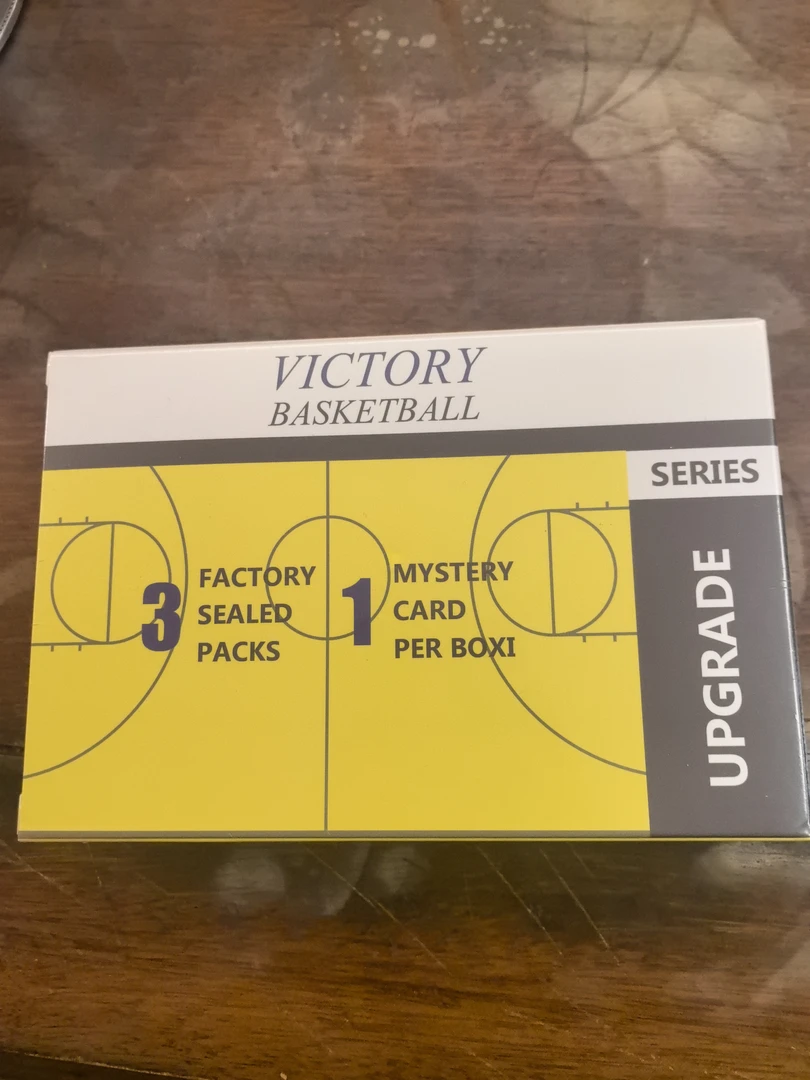 VICTORY
BASKETBALL
SERIES
UPGRADE
3
FACTORY
SEALED
PACKS
1
MYSTERY
CARD
PER BOXI